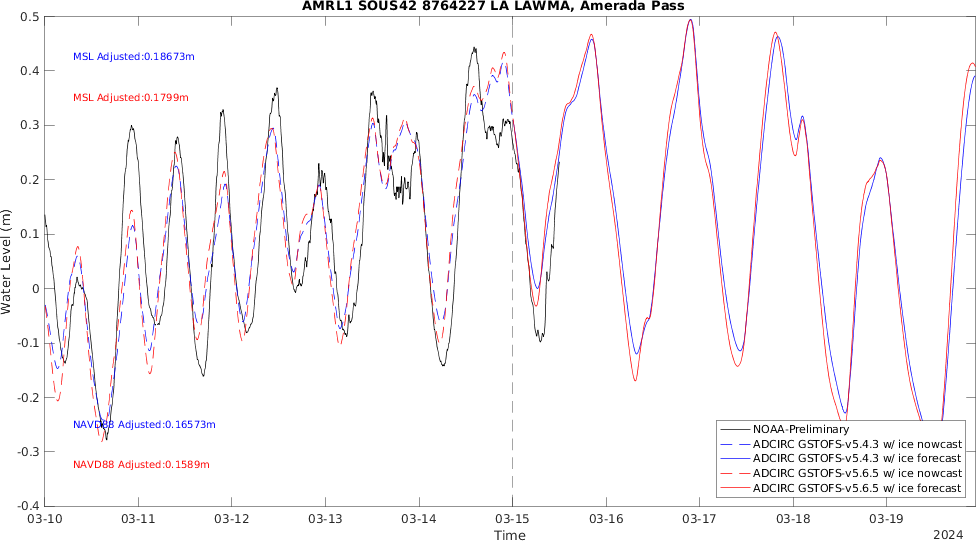 AMRL1 SOUS42 8764227 LA LAWMA, Amerada Pass
0.5
0.4
0.3
0.2
0.1
0
-0.1
-0.2
-0.3
-0.4
Water Level (m)
MSL Adjusted:0.18673m
MSL Adjusted:0.1799m
NAVD88 Adjusted:0.16573m
NAVD88 Adjusted:0.1589m
NOAA-Preliminary
ADCIRC GSTOFS-v5.4.3 w/ ice nowcast
ADCIRC GSTOFS-v5.4.3 w/ ice forecast
ADCIRC GSTOFS-v5.6.5 w/ ice nowcast
ADCIRC GSTOFS-v5.6.5 w/ ice forecast
03-10 03-11 03-12 03-13 03-14 03-15 03-16 03-17 03-18 03-19
Time
2024